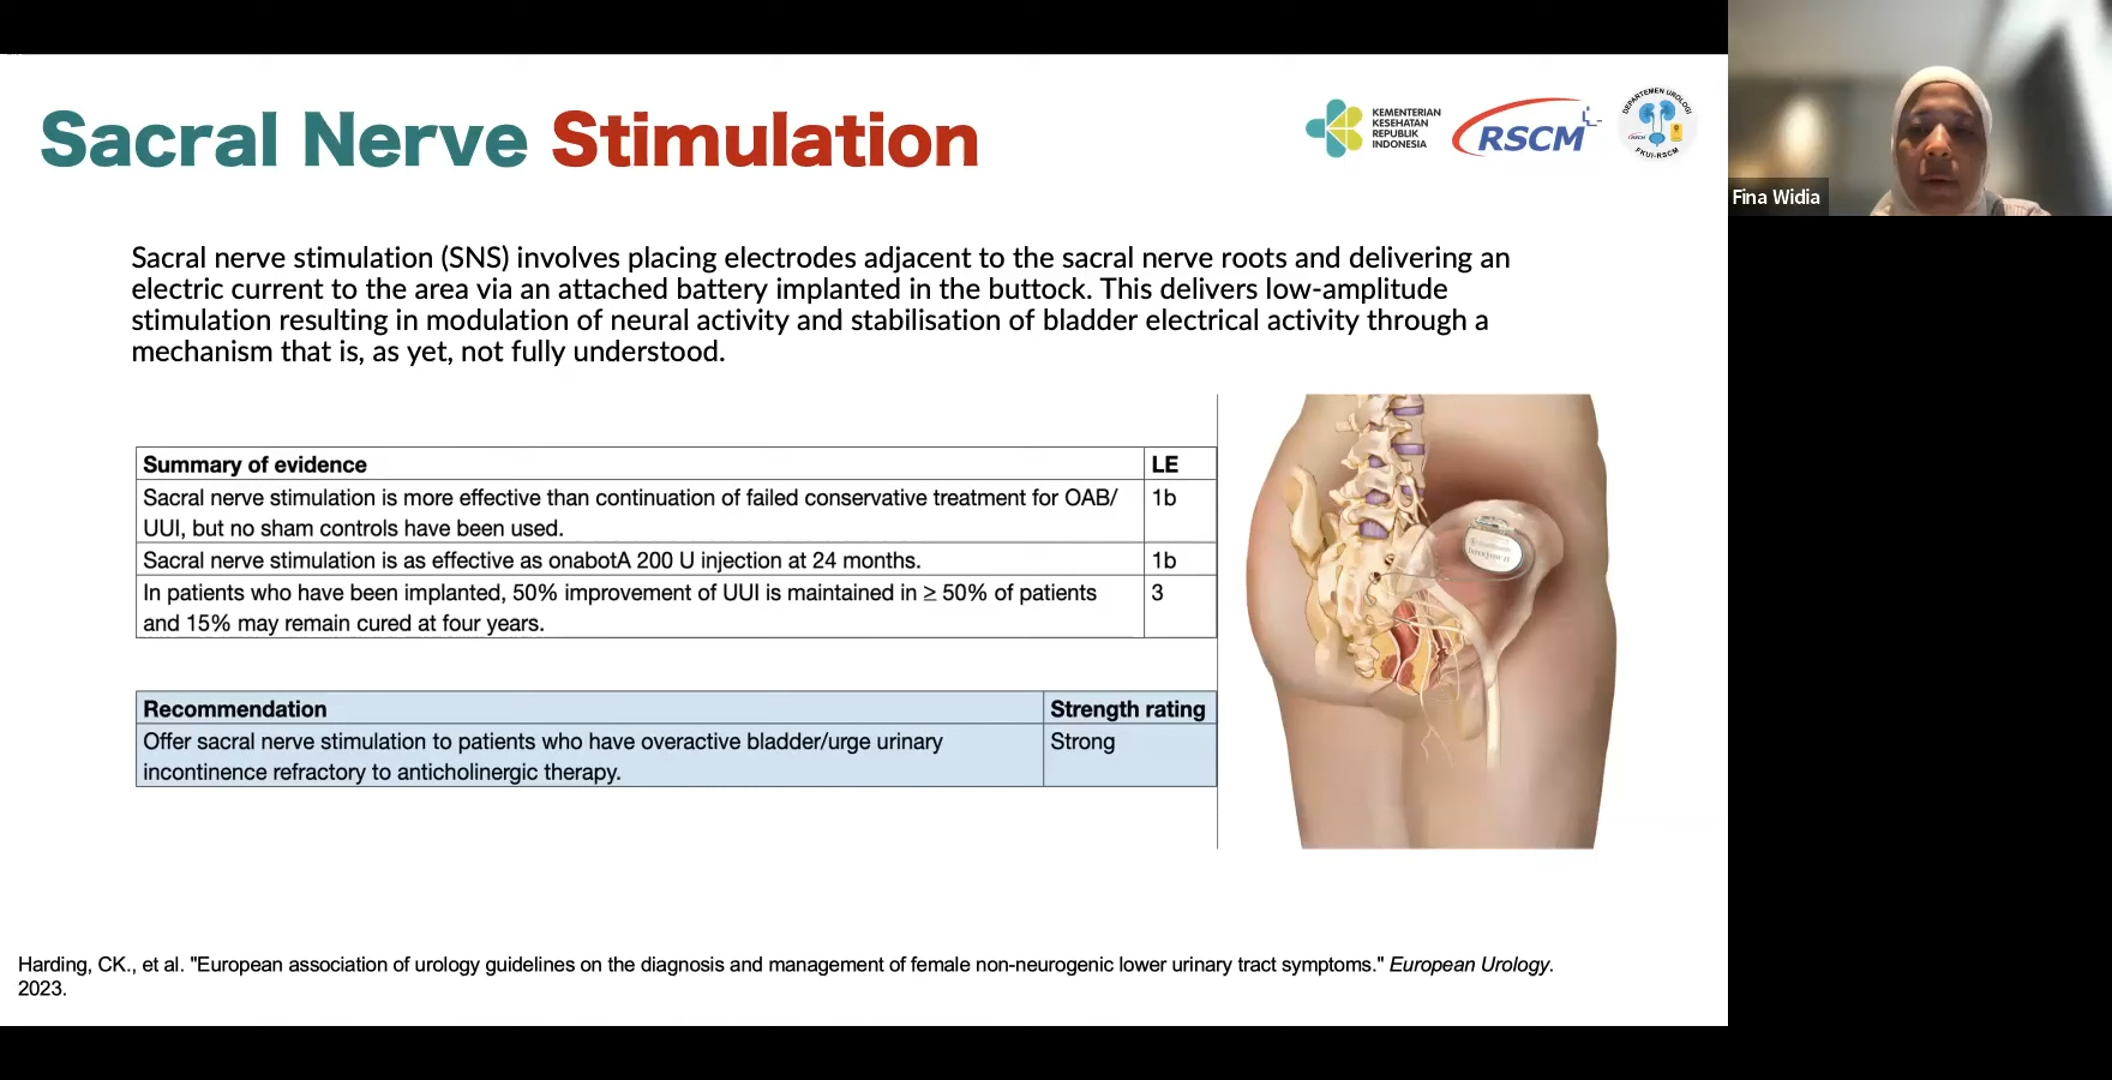 Sacral Nerve Stimulation
KEMENTERIAN
KESEHATAN
REPUBLIK
INDONESIA
RSCM
DEPARTEMEN UROLOGI
FKUI-RSCM
Fina Widia
Sacral nerve stimulation (SNS) involves placing electrodes adjacent to the sacral nerve roots and delivering an
electric current to the area via an attached battery implanted in the buttock. This delivers low-amplitude
stimulation resulting in modulation of neural activity and stabilisation of bladder electrical activity through a
mechanism that is, as yet, not fully understood.
Summary of evidence LE
Sacral nerve stimulation is more effective than continuation of failed conservative treatment for OAB/ 1b
UUI, but no sham controls have been used.
Sacral nerve stimulation is as effective as onabotA 200 U injection at 24 months. 1b
In patients who have been implanted, 50% improvement of UUI is maintained in ≥ 50% of patients 3
and 15% may remain cured at four years.
Recommendation Strength rating
Offer sacral nerve stimulation to patients who have overactive bladder/urge urinary Strong
incontinence refractory to anticholinergic therapy.
Harding, CK., et al. "European association of urology guidelines on the diagnosis and management of female non-neurogenic lower urinary tract symptoms." European Urology.
2023.